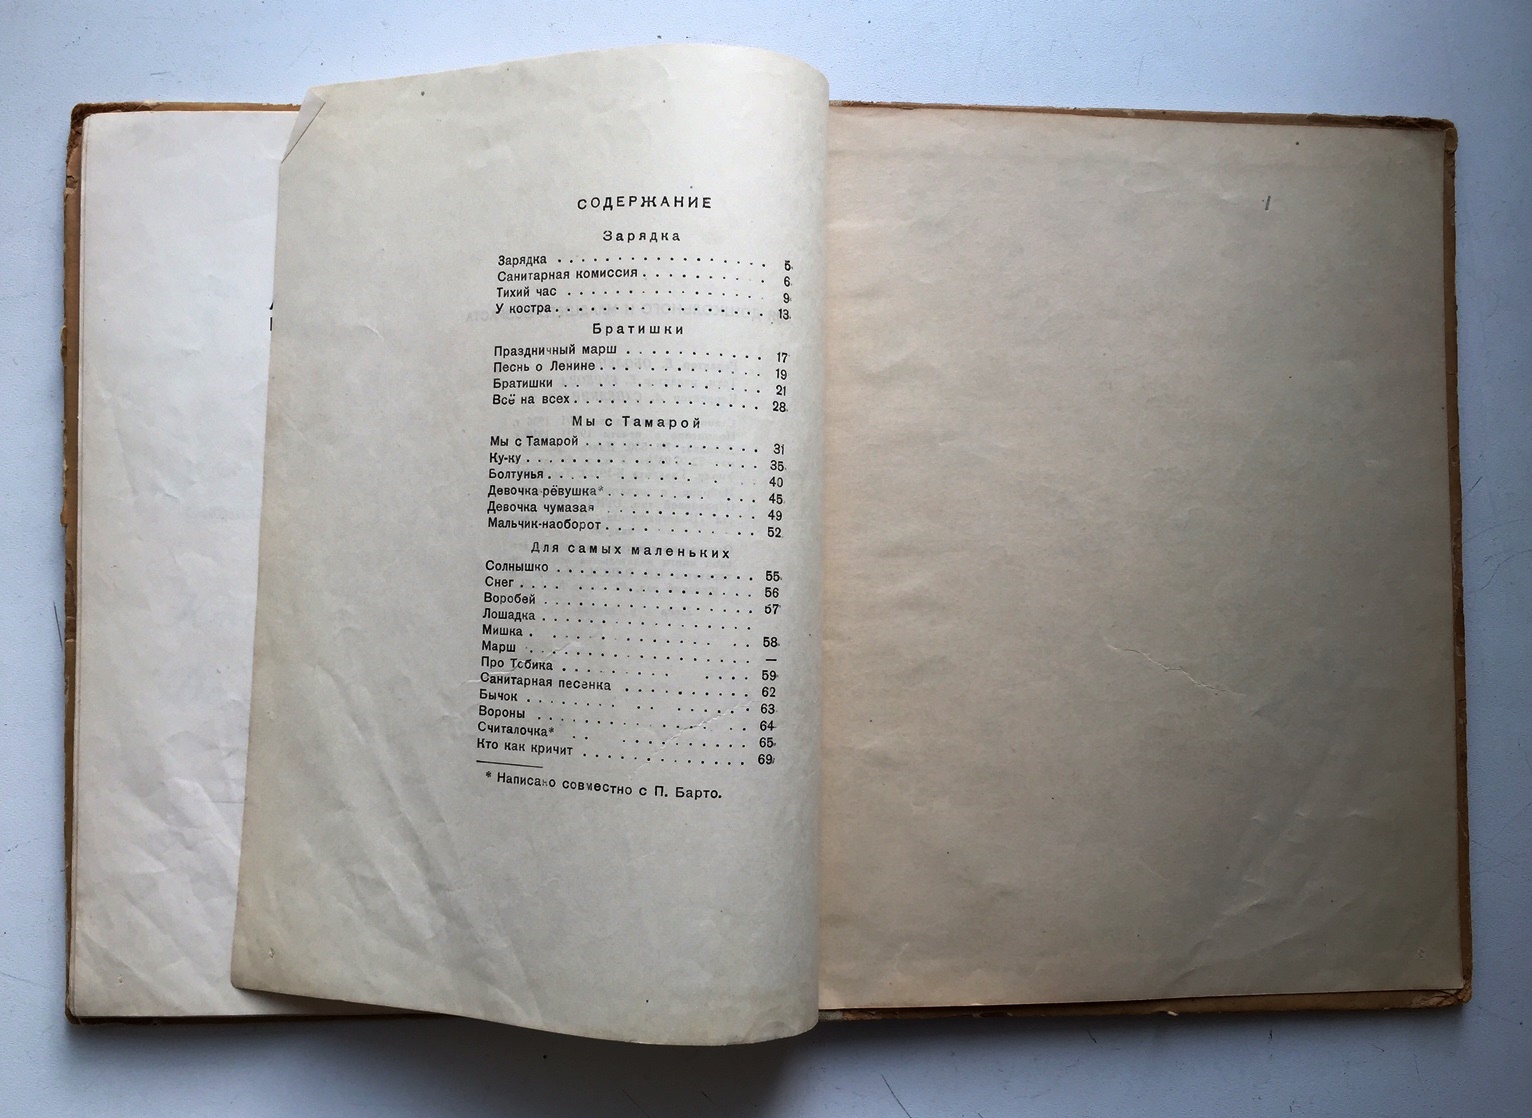 СОДЕРЖАНИЕ
Зарядка
Зарядка . . . . . . . . . . . . . . . . . 5
Санитарная комиссия . . . . . . . . . . 6
Тихий час . . . . . . . . . . . . . . . 9
У костра . . . . . . . . . . . . . . . . 13
Братишки
Праздничный марш . . . . . . . . . . . 17
Песнь о Ленине . . . . . . . . . . . . 19
Братишки . . . . . . . . . . . . . . . 21
Всё на всех . . . . . . . . . . . . . . 28
Мы с Тамарой
Мы с Тамарой . . . . . . . . . . . . . 31
Ку-ку . . . . . . . . . . . . . . . . 35
Болтунья . . . . . . . . . . . . . . . 40
Девочка-рёвушка* . . . . . . . . . . . 45
Девочка чумазая . . . . . . . . . . . . 49
Мальчик-наоборот . . . . . . . . . . . 52
Для самых маленьких
Солнышко . . . . . . . . . . . . . . . 55
Снег . . . . . . . . . . . . . . . . . 56
Воробей . . . . . . . . . . . . . . . . 57
Лошадка . . . . . . . . . . . . . . . .
Мишка . . . . . . . . . . . . . . . . . 58
Марш . . . . . . . . . . . . . . . . . —
Про Тобика . . . . . . . . . . . . . . 59
Санитарная песенка . . . . . . . . . . 62
Бычок . . . . . . . . . . . . . . . . . 63
Вороны . . . . . . . . . . . . . . . . 64
Считалочка* . . . . . . . . . . . . . . 65
Кто как кричит . . . . . . . . . . . . 69
* Написано совместно с П. Барто.